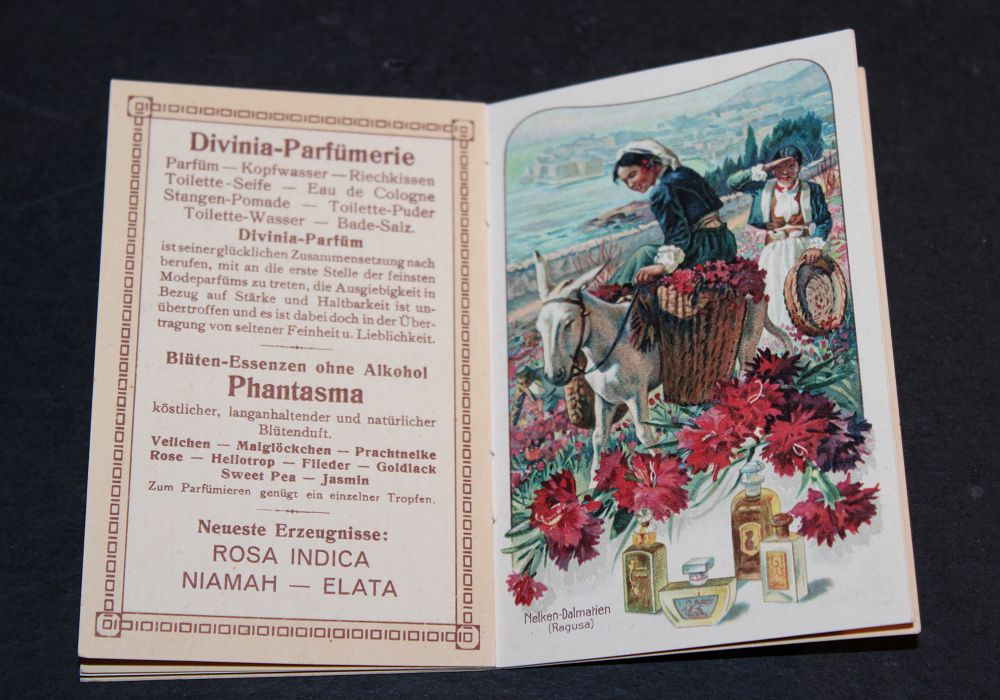 Divinia-Parfümerie
Parfüm — Kopfwasser — Riechkissen
Toilette-Seife — Eau de Cologne
Stangen-Pomade — Toilette-Puder
Toilette-Wasser — Bade-Salz.
Divinia-Parfüm
ist seiner glücklichen Zusammensetzung nach
berufen, mit an die erste Stelle der feinsten
Modeparfüms zu treten, die Ausgiebigkeit in
Bezug auf Stärke und Haltbarkeit ist un-
übertroffen und es ist dabei doch in der Über-
tragung von seltener Feinheit u. Lieblichkeit.
Blüten-Essenzen ohne Alkohol
Phantasma
köstlicher, langanhaltender und natürlicher
Blütenduft.
Veilchen — Maiglöckchen — Prachtnelke
Rose — Heliotrop — Flieder — Goldlack
Sweet Pea — Jasmin
Zum Parfümieren genügt ein einzelner Tropfen.
Neueste Erzeugnisse:
ROSA INDICA
NIAMAH — ELATA
Nelken-Dalmatien
(Ragusa)